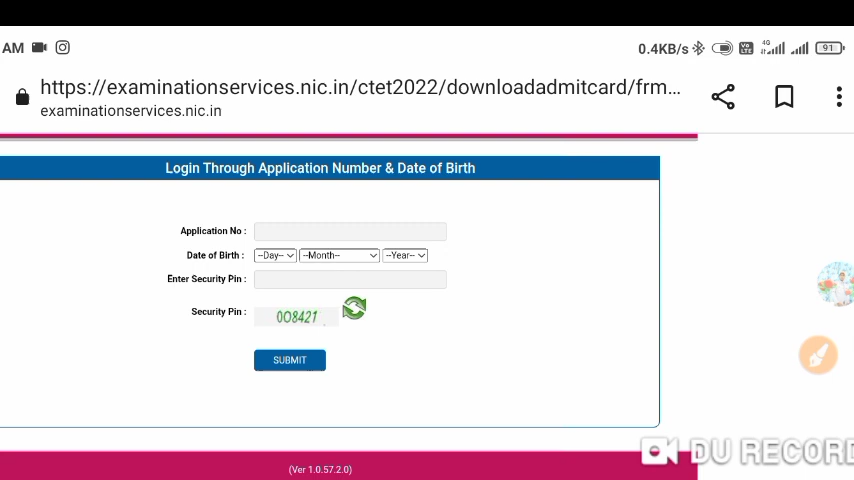 AM 0.4KB/s 4G VoLTE 91
https://examinationservices.nic.in/ctet2022/downloadadmitcard/frm...
examinationservices.nic.in
Login Through Application Number & Date of Birth
Application No :
Date of Birth : --Day-- --Month-- --Year--
Enter Security Pin :
Security Pin : 008421
SUBMIT
DU RECORD
(Ver 1.0.57.2.0)